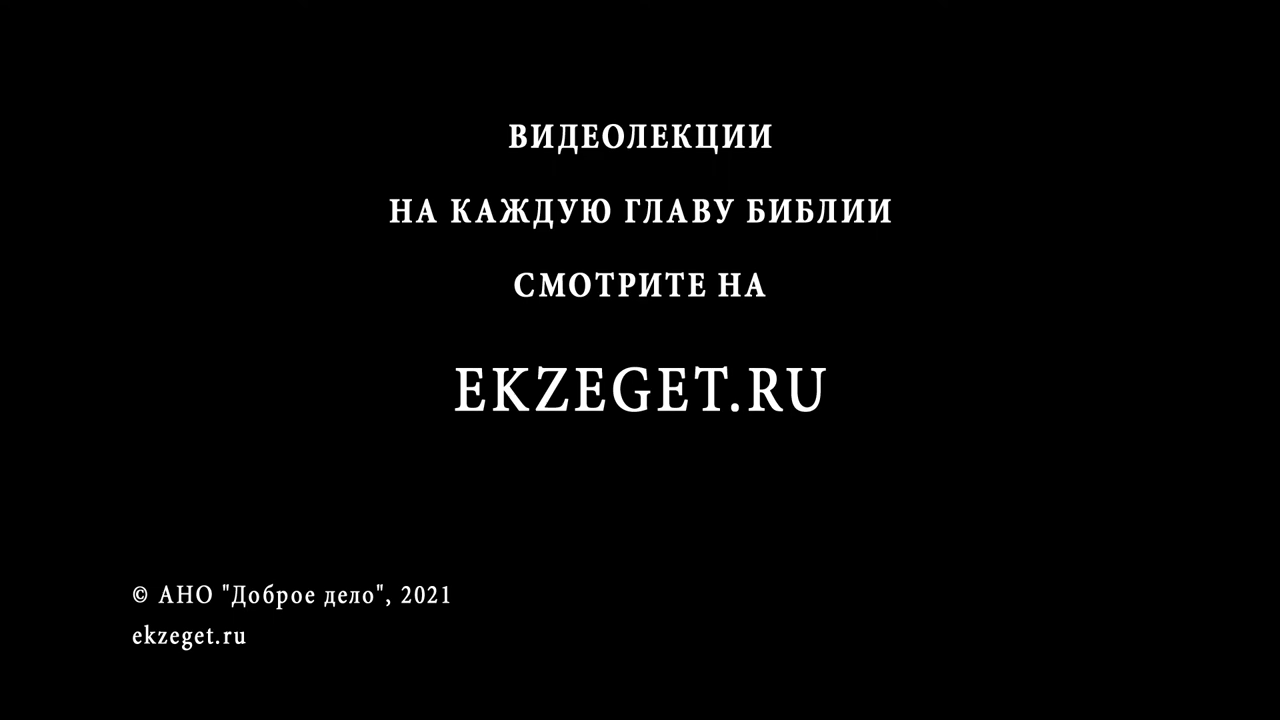 ВИДЕОЛЕКЦИИ
НА КАЖДУЮ ГЛАВУ БИБЛИИ
СМОТРИТЕ НА
EKZEGET.RU
© АНО "Доброе дело", 2021
ekzeget.ru